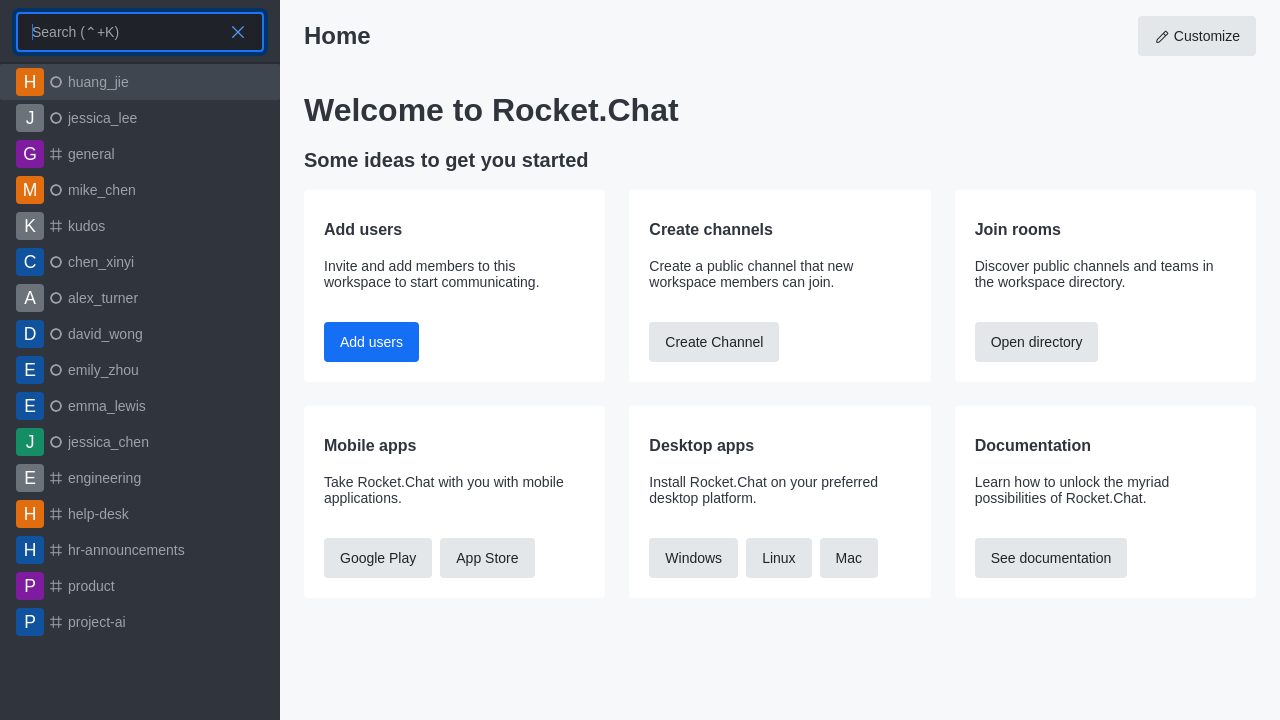 Search (⌃+K)
H huang_jie
J jessica_lee
G general
M mike_chen
K kudos
C chen_xinyi
A alex_turner
D david_wong
E emily_zhou
E emma_lewis
J jessica_chen
E engineering
H help-desk
H hr-announcements
P product
P project-ai
Home
Customize
Welcome to Rocket.Chat
Some ideas to get you started
Add users
Invite and add members to this
workspace to start communicating.
Add users
Create channels
Create a public channel that new
workspace members can join.
Create Channel
Join rooms
Discover public channels and teams in
the workspace directory.
Open directory
Mobile apps
Take Rocket.Chat with you with mobile
applications.
Google Play App Store
Desktop apps
Install Rocket.Chat on your preferred
desktop platform.
Windows Linux Mac
Documentation
Learn how to unlock the myriad
possibilities of Rocket.Chat.
See documentation